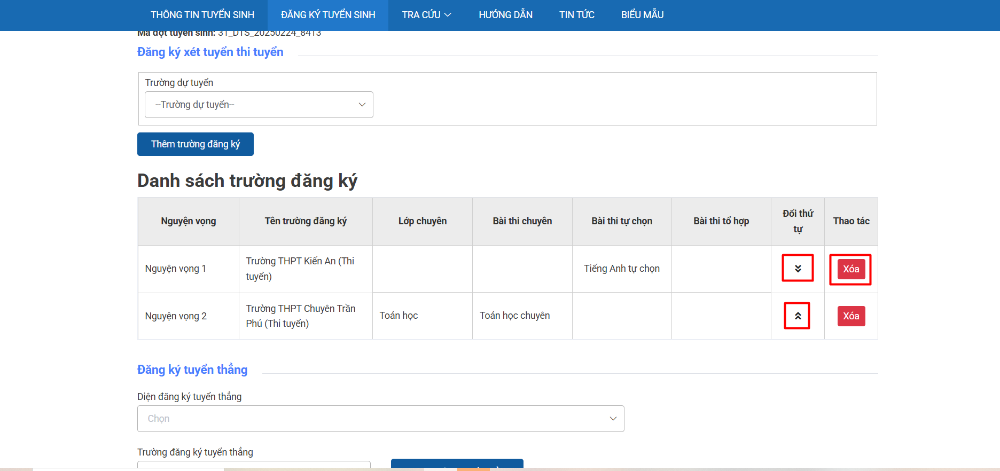 THÔNG TIN TUYỂN SINH
ĐĂNG KÝ TUYỂN SINH
TRA CỨU
HƯỚNG DẪN
TIN TỨC
BIỂU MẪU
Mã đợt tuyển sinh: 31_DTS_20250224_8413
Đăng ký xét tuyển thi tuyển
Trường dự tuyển
--Trường dự tuyển--
Thêm trường đăng ký
Danh sách trường đăng ký
Nguyện vọng
Tên trường đăng ký
Lớp chuyên
Bài thi chuyên
Bài thi tự chọn
Bài thi tổ hợp
Đổi thứ
tự
Thao tác
Nguyện vọng 1
Trường THPT Kiến An (Thi
tuyển)
Tiếng Anh tự chọn
Xóa
Nguyện vọng 2
Trường THPT Chuyên Trần
Phú (Thi tuyển)
Toán học
Toán học chuyên
Xóa
Đăng ký tuyển thẳng
Diện đăng ký tuyển thẳng
Chọn
Trường đăng ký tuyển thẳng